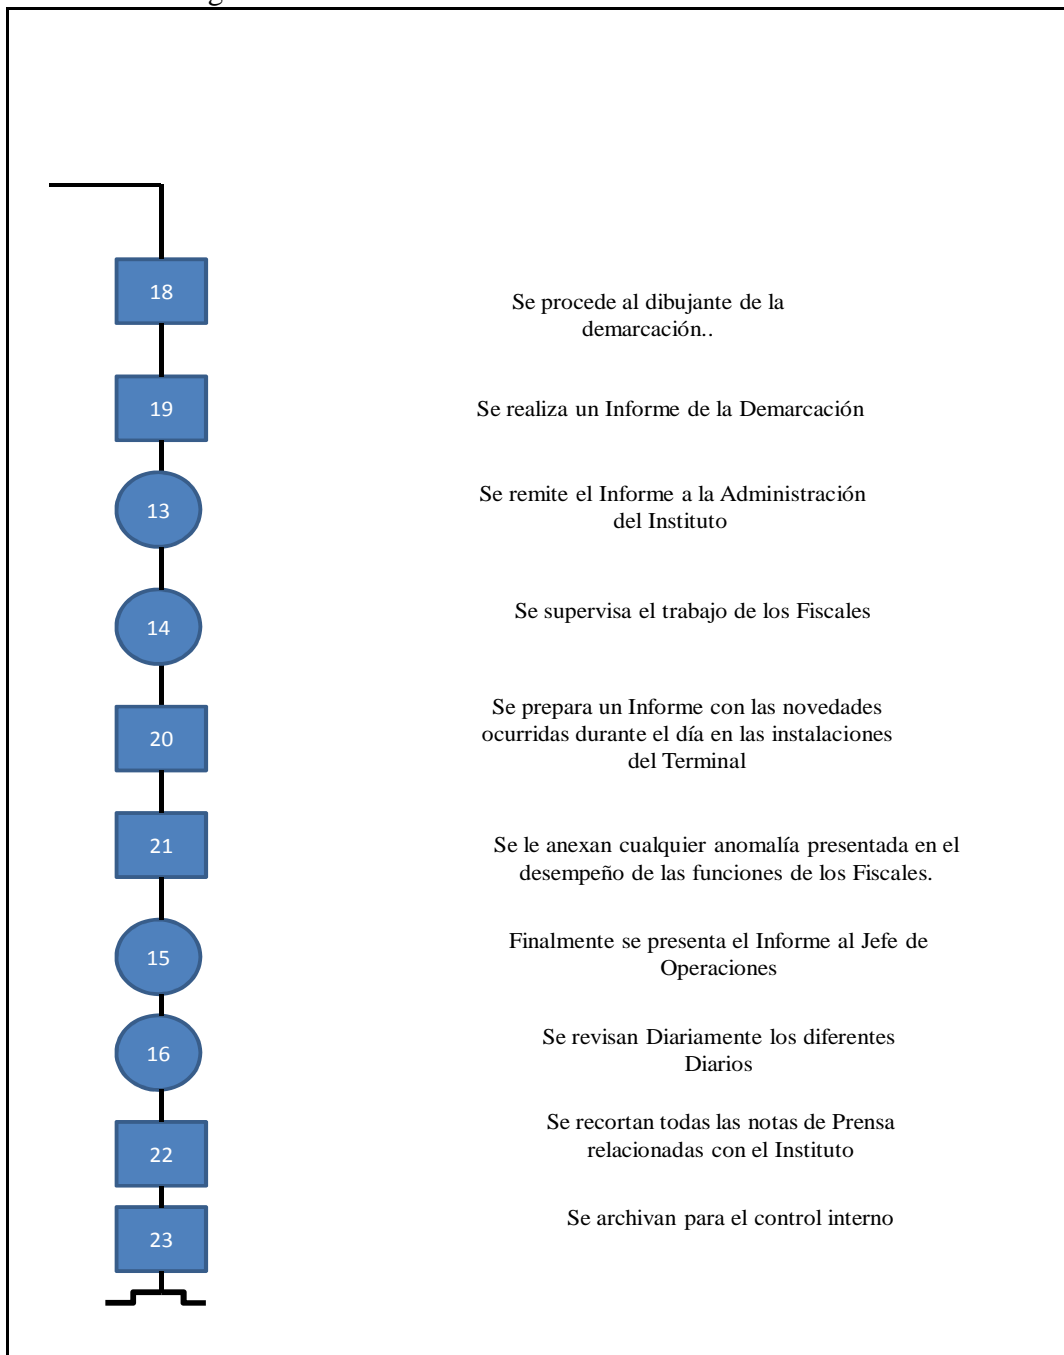 18
Se procede al dibujante de la
demarcación..
19
Se realiza un Informe de la Demarcación
13
Se remite el Informe a la Administración
del Instituto
14
Se supervisa el trabajo de los Fiscales
20
Se prepara un Informe con las novedades
ocurridas durante el día en las instalaciones
del Terminal
21
Se le anexan cualquier anomalía presentada en el
desempeño de las funciones de los Fiscales.
15
Finalmente se presenta el Informe al Jefe de
Operaciones
16
Se revisan Diariamente los diferentes
Diarios
22
Se recortan todas las notas de Prensa
relacionadas con el Instituto
23
Se archivan para el control interno